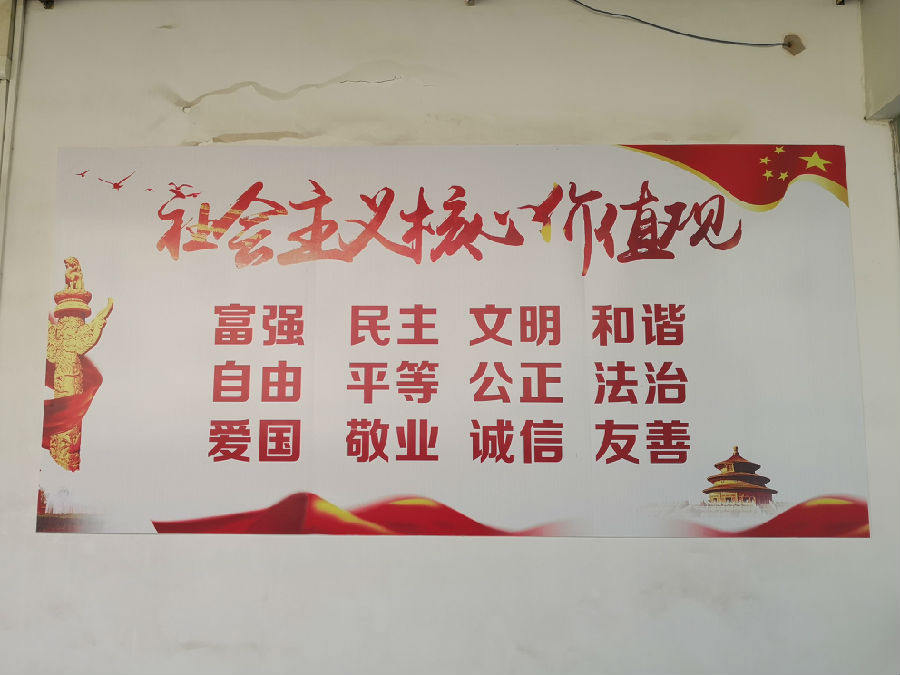 社会主义核心价值观
富强 民主 文明 和谐
自由 平等 公正 法治
爱国 敬业 诚信 友善